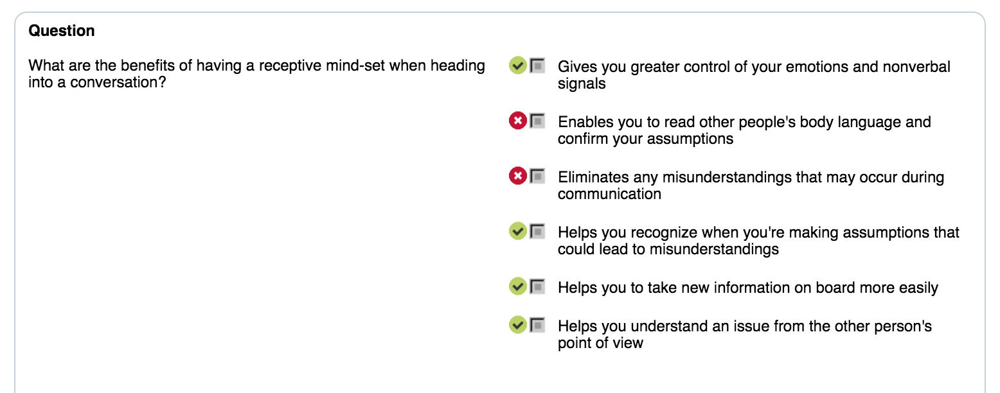 Question
What are the benefits of having a receptive mind-set when heading
into a conversation?
Gives you greater control of your emotions and nonverbal
signals
Enables you to read other people's body language and
confirm your assumptions
Eliminates any misunderstandings that may occur during
communication
Helps you recognize when you're making assumptions that
could lead to misunderstandings
Helps you to take new information on board more easily
Helps you understand an issue from the other person's
point of view